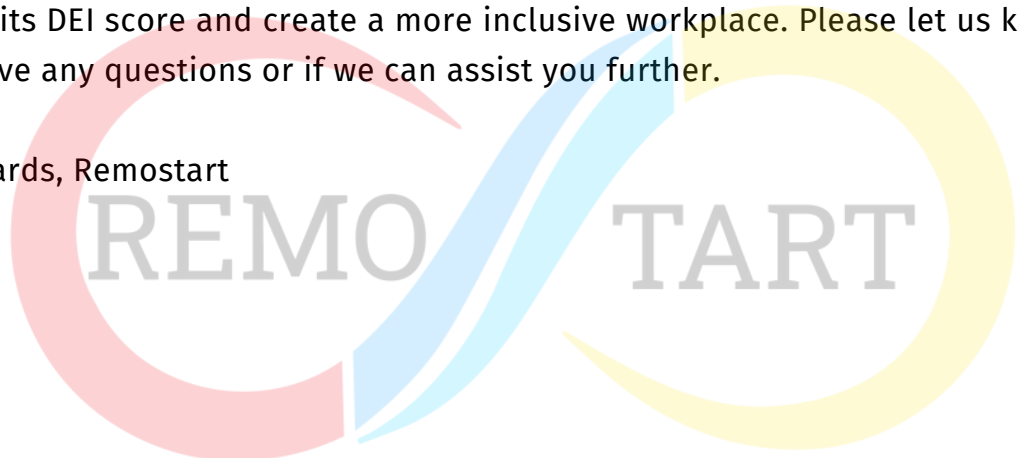 its DEI score and create a more inclusive workplace. Please let us k
ve any questions or if we can assist you further.
ards, Remostart
REMO TART